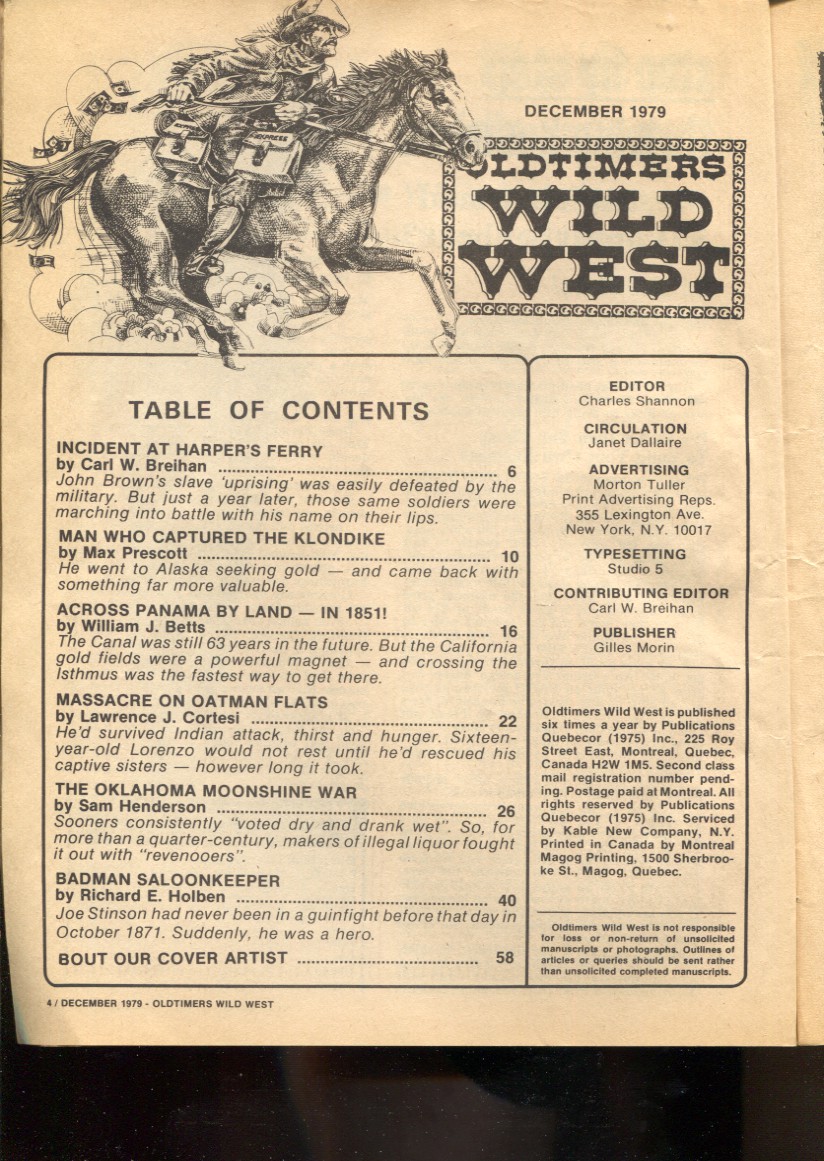 DECEMBER 1979
OLDTIMERS
WILD
WEST
EXPRESS
TABLE OF CONTENTS
INCIDENT AT HARPER'S FERRY
by Carl W. Breihan ........................................................ 6
John Brown's slave 'uprising' was easily defeated by the
military. But just a year later, those same soldiers were
marching into battle with his name on their lips.
MAN WHO CAPTURED THE KLONDIKE
by Max Prescott ........................................................ 10
He went to Alaska seeking gold — and came back with
something far more valuable.
ACROSS PANAMA BY LAND — IN 1851!
by William J. Betts ..................................................... 16
The Canal was still 63 years in the future. But the California
gold fields were a powerful magnet — and crossing the
Isthmus was the fastest way to get there.
MASSACRE ON OATMAN FLATS
by Lawrence J. Cortesi ............................................... 22
He'd survived Indian attack, thirst and hunger. Sixteen-
year-old Lorenzo would not rest until he'd rescued his
captive sisters — however long it took.
THE OKLAHOMA MOONSHINE WAR
by Sam Henderson ..................................................... 26
Sooners consistently "voted dry and drank wet". So, for
more than a quarter-century, makers of illegal liquor fought
it out with "revenooers".
BADMAN SALOONKEEPER
by Richard E. Holben .................................................. 40
Joe Stinson had never been in a guinfight before that day in
October 1871. Suddenly, he was a hero.
BOUT OUR COVER ARTIST .................................... 58
EDITOR
Charles Shannon
CIRCULATION
Janet Dallaire
ADVERTISING
Morton Tuller
Print Advertising Reps.
355 Lexington Ave.
New York, N.Y. 10017
TYPESETTING
Studio 5
CONTRIBUTING EDITOR
Carl W. Breihan
PUBLISHER
Gilles Morin
Oldtimers Wild West is published
six times a year by Publications
Quebecor (1975) Inc., 225 Roy
Street East, Montreal, Quebec,
Canada H2W 1M5. Second class
mail registration number pend-
ing. Postage paid at Montreal. All
rights reserved by Publications
Quebecor (1975) Inc. Serviced
by Kable New Company, N.Y.
Printed in Canada by Montreal
Magog Printing, 1500 Sherbroo-
ke St., Magog, Quebec.
Oldtimers Wild West is not responsible
for loss or non-return of unsolicited
manuscripts or photographs. Outlines of
articles or queries should be sent rather
than unsolicited completed manuscripts.
4 / DECEMBER 1979 - OLDTIMERS WILD WEST